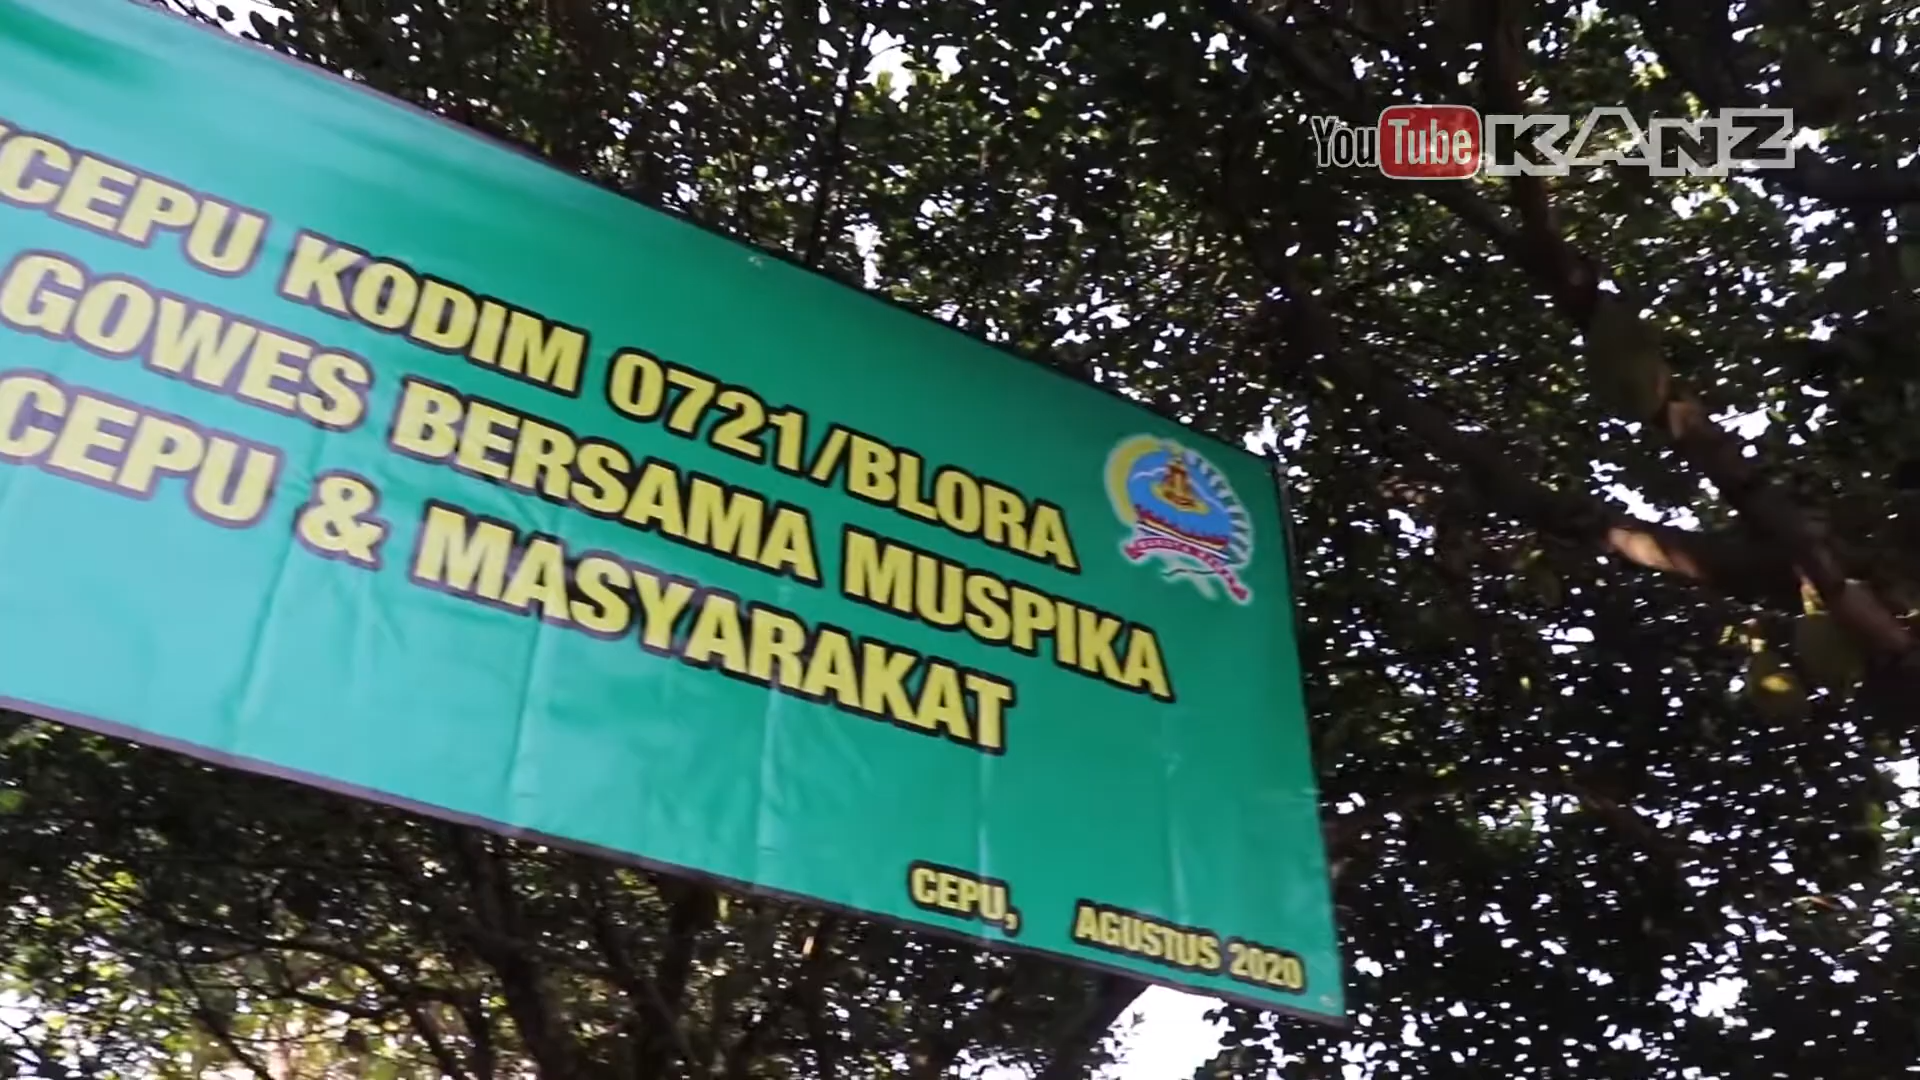 YouTube KANZ
/CEPU KODIM 0721/BLORA
GOWES BERSAMA MUSPIKA
CEPU & MASYARAKAT
CEPU, AGUSTUS 2020